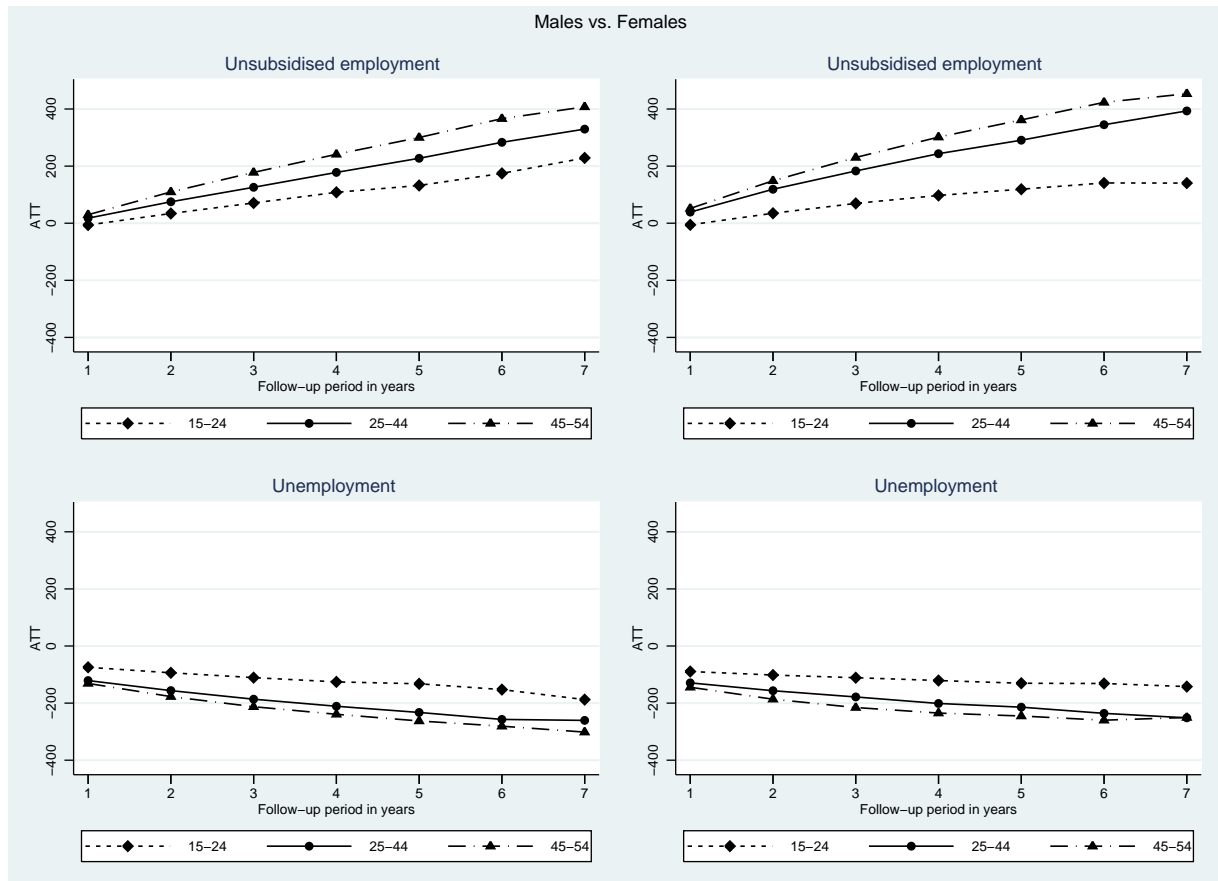 Males vs. Females
Unsubsidised employment
ATT
400
200
0
−200
−400
1 2 3 4 5 6 7
Follow−up period in years
15−24 25−44 45−54
Unsubsidised employment
ATT
400
200
0
−200
−400
1 2 3 4 5 6 7
Follow−up period in years
15−24 25−44 45−54
Unemployment
ATT
400
200
0
−200
−400
1 2 3 4 5 6 7
Follow−up period in years
15−24 25−44 45−54
Unemployment
ATT
400
200
0
−200
−400
1 2 3 4 5 6 7
Follow−up period in years
15−24 25−44 45−54